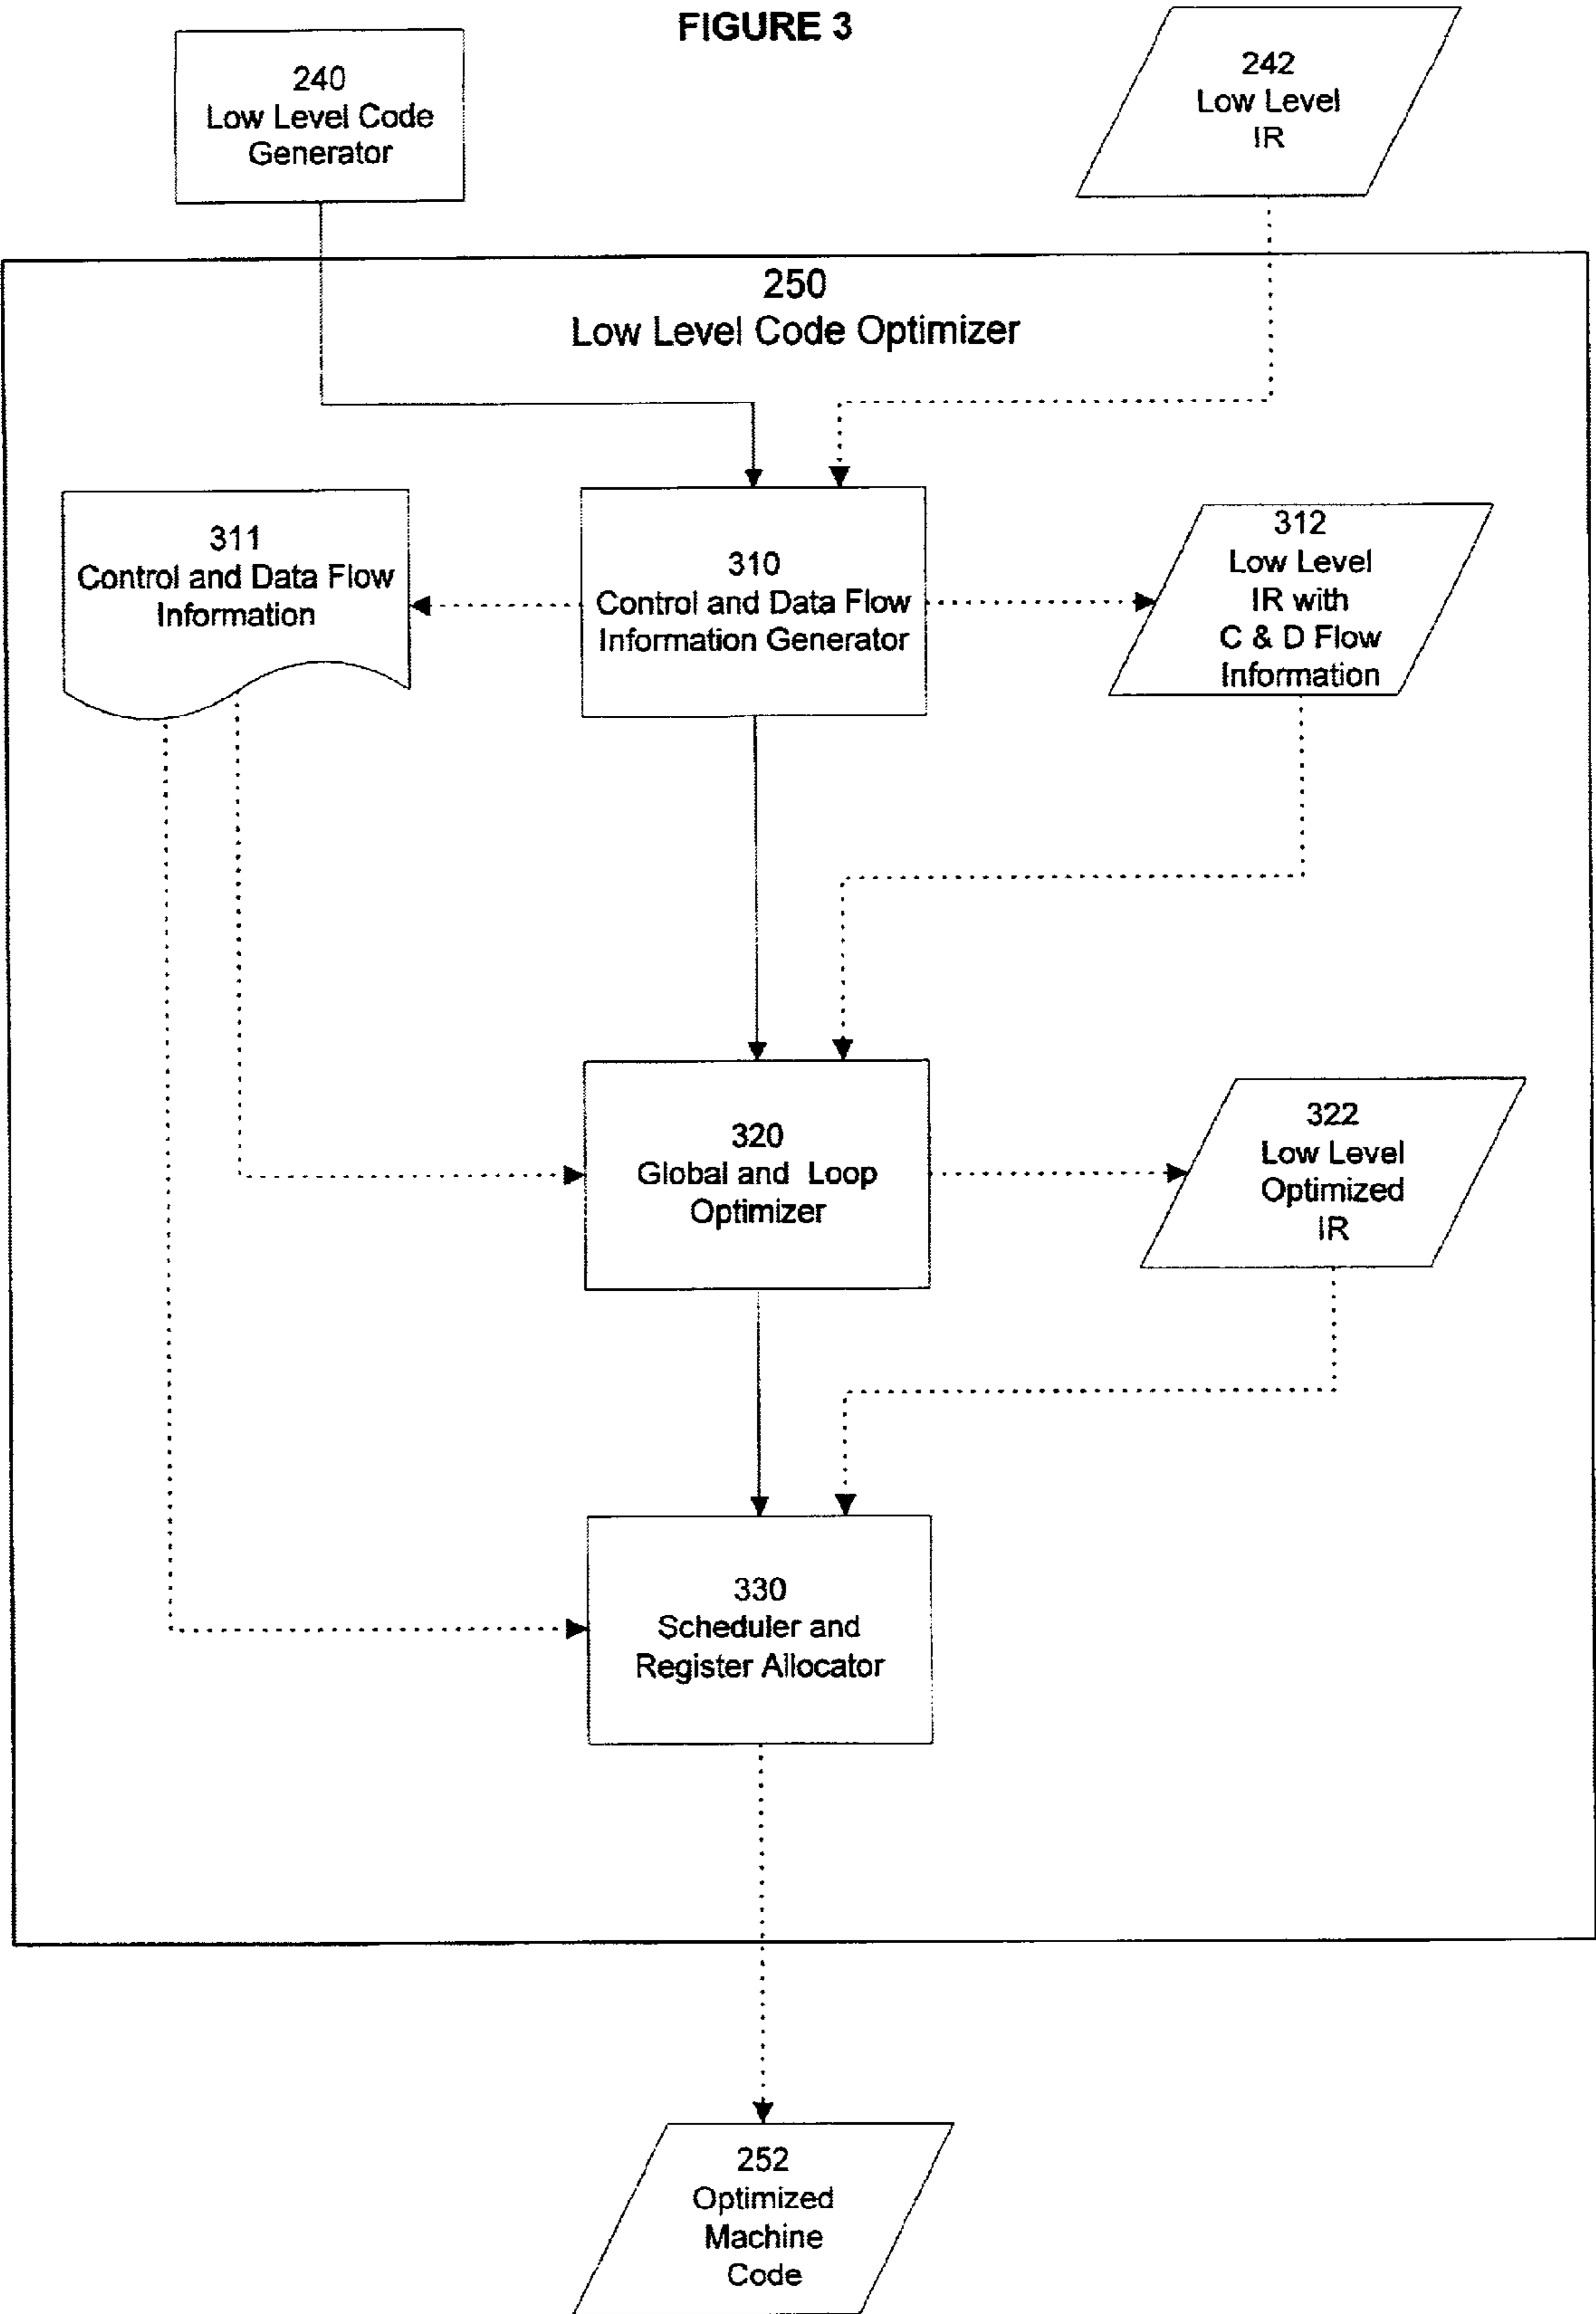 FIGURE 3
240
Low Level Code
Generator
242
Low Level
IR
250
Low Level Code Optimizer
311
Control and Data Flow
Information
310
Control and Data Flow
Information Generator
312
Low Level
IR with
C & D Flow
Information
320
Global and Loop
Optimizer
322
Low Level
Optimized
IR
330
Scheduler and
Register Allocator
252
Optimized
Machine
Code